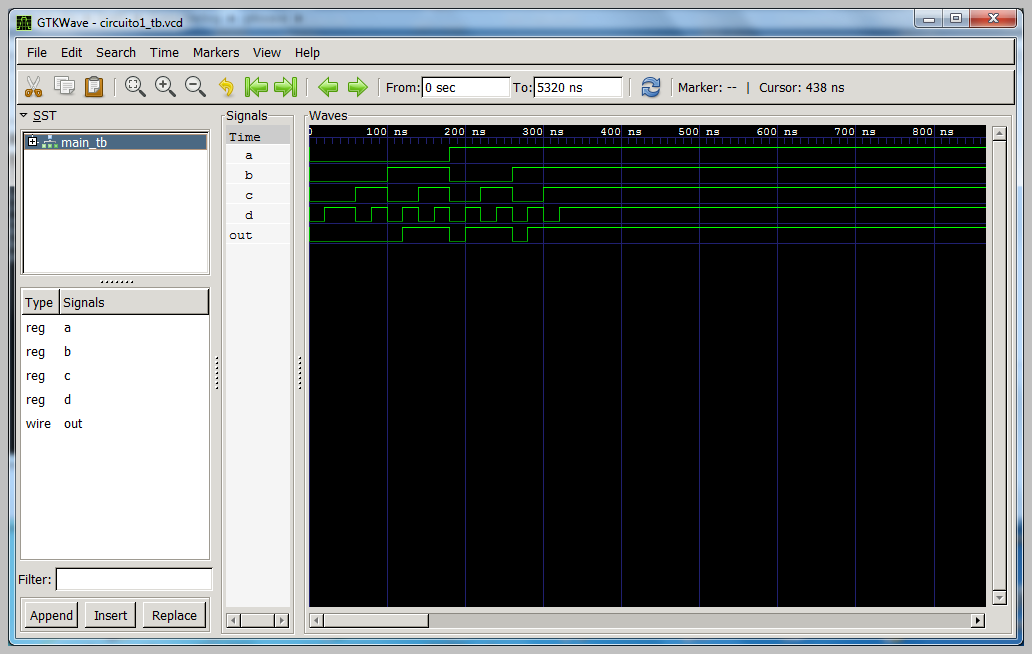 GTKWave - circuito1_tb.vcd
File Edit Search Time Markers View Help
From: 0 sec To: 5320 ns Marker: -- | Cursor: 438 ns
SST
main_tb
Type Signals
reg a
reg b
reg c
reg d
wire out
Filter:
Append Insert Replace
Signals
Time
a
b
c
d
out
Waves
100 ns 200 ns 300 ns 400 ns 500 ns 600 ns 700 ns 800 ns